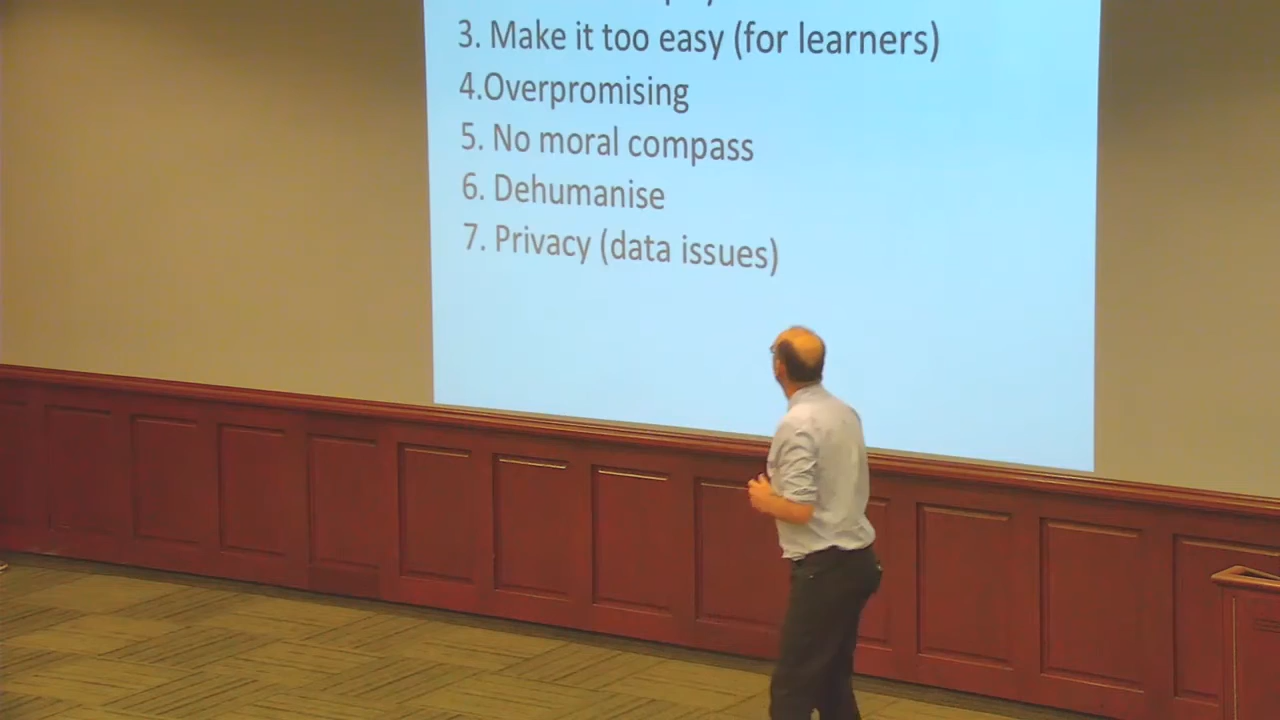 3. Make it too easy (for learners)
4.Overpromising
5. No moral compass
6. Dehumanise
7. Privacy (data issues)